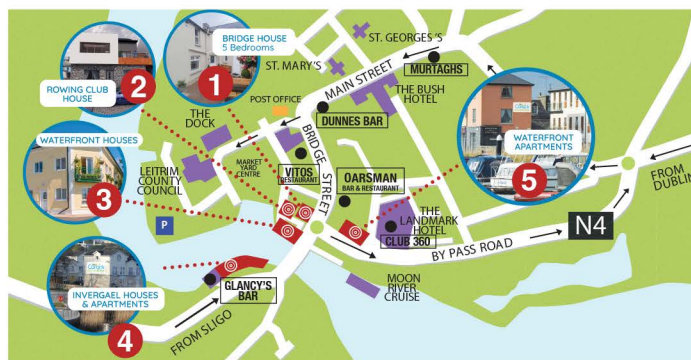 BRIDGE HOUSE
5 Bedrooms
1
2
ROWING CLUB
HOUSE
ST. GEORGES'S
ST. MARY'S
MAIN STREET
MURTAGHS
THE BUSH
HOTEL
POST OFFICE
DUNNES BAR
THE
DOCK
WATERFRONT HOUSES
3
LEITRIM
COUNTY
COUNCIL
MARKET
YARD
CENTRE
VITOS
RESTAURANT
BRIDGE
STREET
OARSMAN
BAR & RESTAURANT
WATERFRONT
APARTMENTS
5
FROM
DUBLIN
P
THE
LANDMARK
HOTEL
CLUB 360
N4
BY PASS ROAD
INVERGAEL HOUSES
& APARTMENTS
4
GLANCY'S
BAR
FROM SLIGO
MOON
RIVER
CRUISE